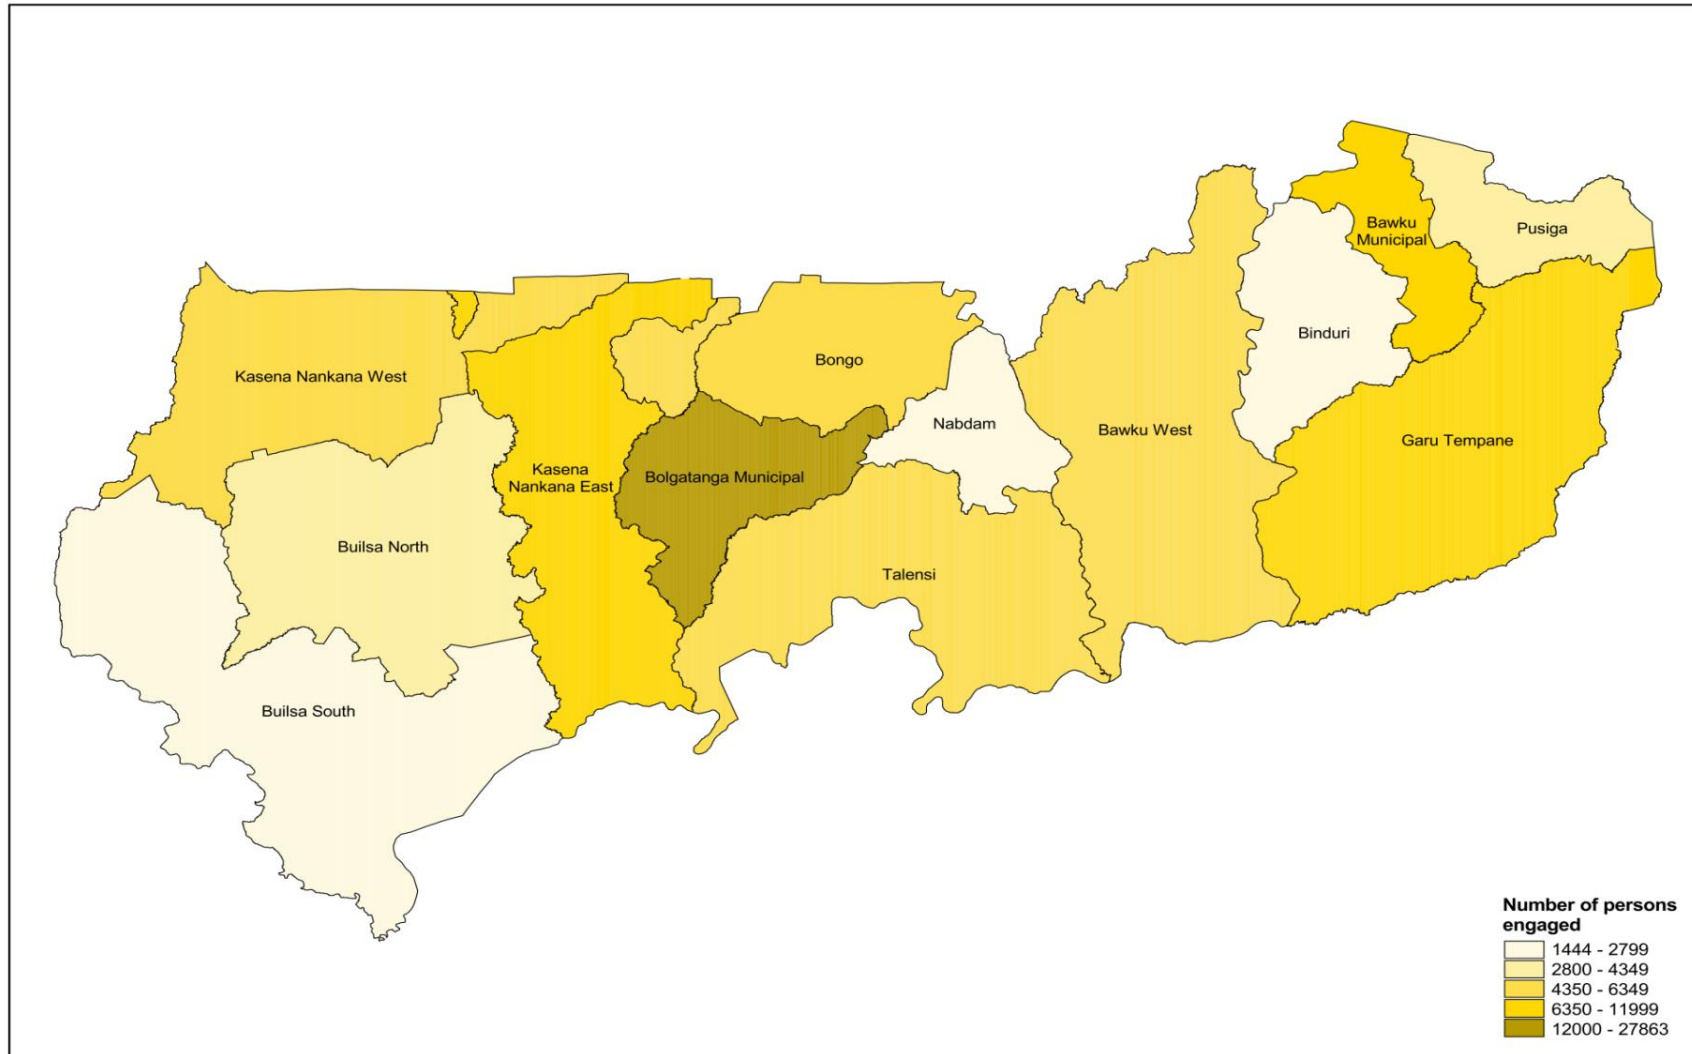 Bawku
Municipal
Pusiga
Binduri
Bongo
Kasena Nankana West
Nabdam
Bawku West
Garu Tempane
Kasena
Nankana East
Bolgatanga Municipal
Builsa North
Talensi
Builsa South
Number of persons
engaged
1444 - 2799
2800 - 4349
4350 - 6349
6350 - 11999
12000 - 27863